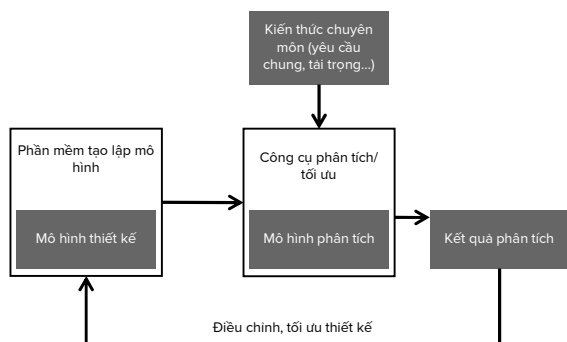 Kiến thức chuyên
môn (yêu cầu
chung, tải trọng...)
Phần mềm tạo lập mô
hình
Công cụ phân tích/
tối ưu
Mô hình thiết kế
Mô hình phân tích
Kết quả phân tích
Điều chỉnh, tối ưu thiết kế